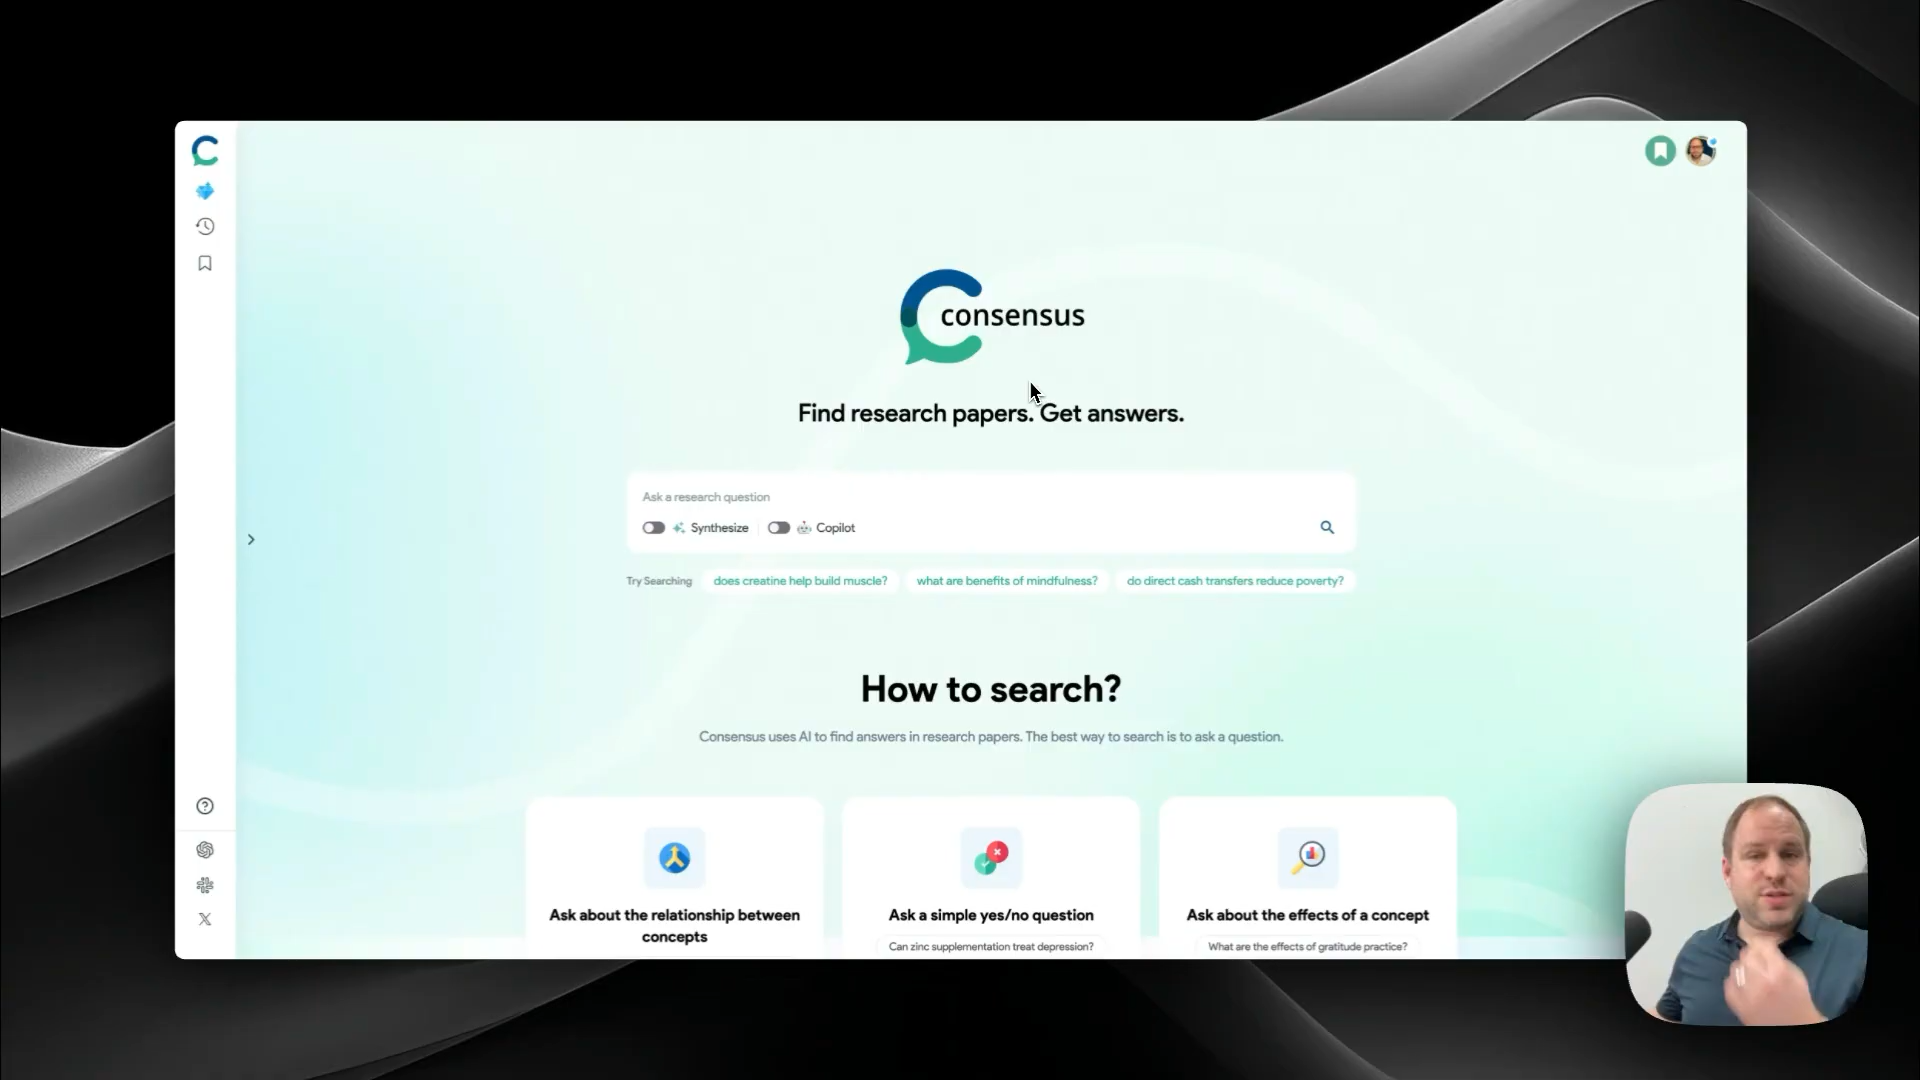 consensus
Find research papers. Get answers.
Ask a research question
Synthesize
Copilot
Try Searching
does creatine help build muscle?
what are benefits of mindfulness?
do direct cash transfers reduce poverty?
How to search?
Consensus uses AI to find answers in research papers. The best way to search is to ask a question.
Ask about the relationship between
concepts
Ask a simple yes/no question
Can zinc supplementation treat depression?
Ask about the effects of a concept
What are the effects of gratitude practice?